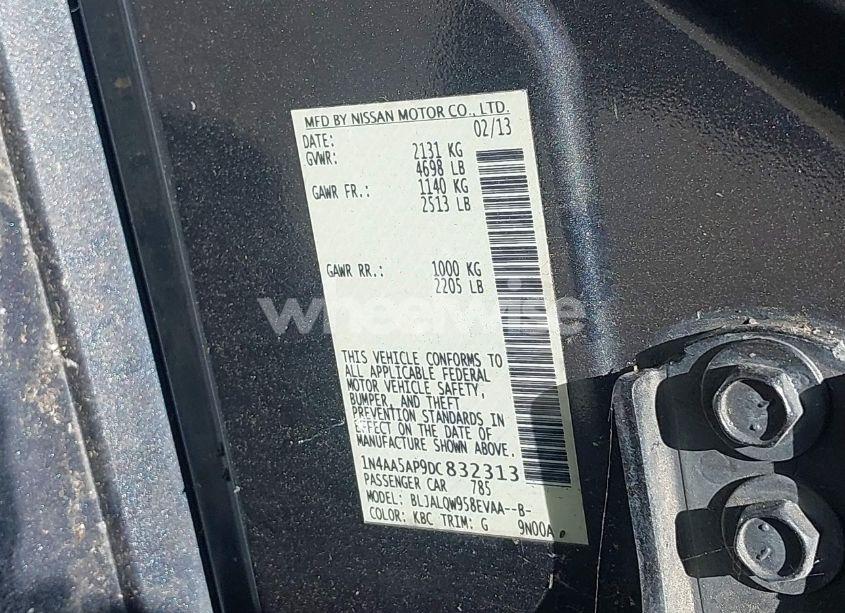 MFD BY NISSAN MOTOR CO., LTD.
DATE: 02/13
GVWR: 2131 KG
4698 LB
GAWR FR.: 1140 KG
2513 LB
GAWR RR.: 1000 KG
2205 LB
wheelwise
THIS VEHICLE CONFORMS TO
ALL APPLICABLE FEDERAL
MOTOR VEHICLE SAFETY,
BUMPER, AND THEFT
PREVENTION STANDARDS IN
EFFECT ON THE DATE OF
MANUFACTURE SHOWN ABOVE.
1N4AA5AP9DC832313
PASSENGER CAR 785
MODEL: BLJALQW958EVAA--B-
COLOR: KBC TRIM: G 9N00A